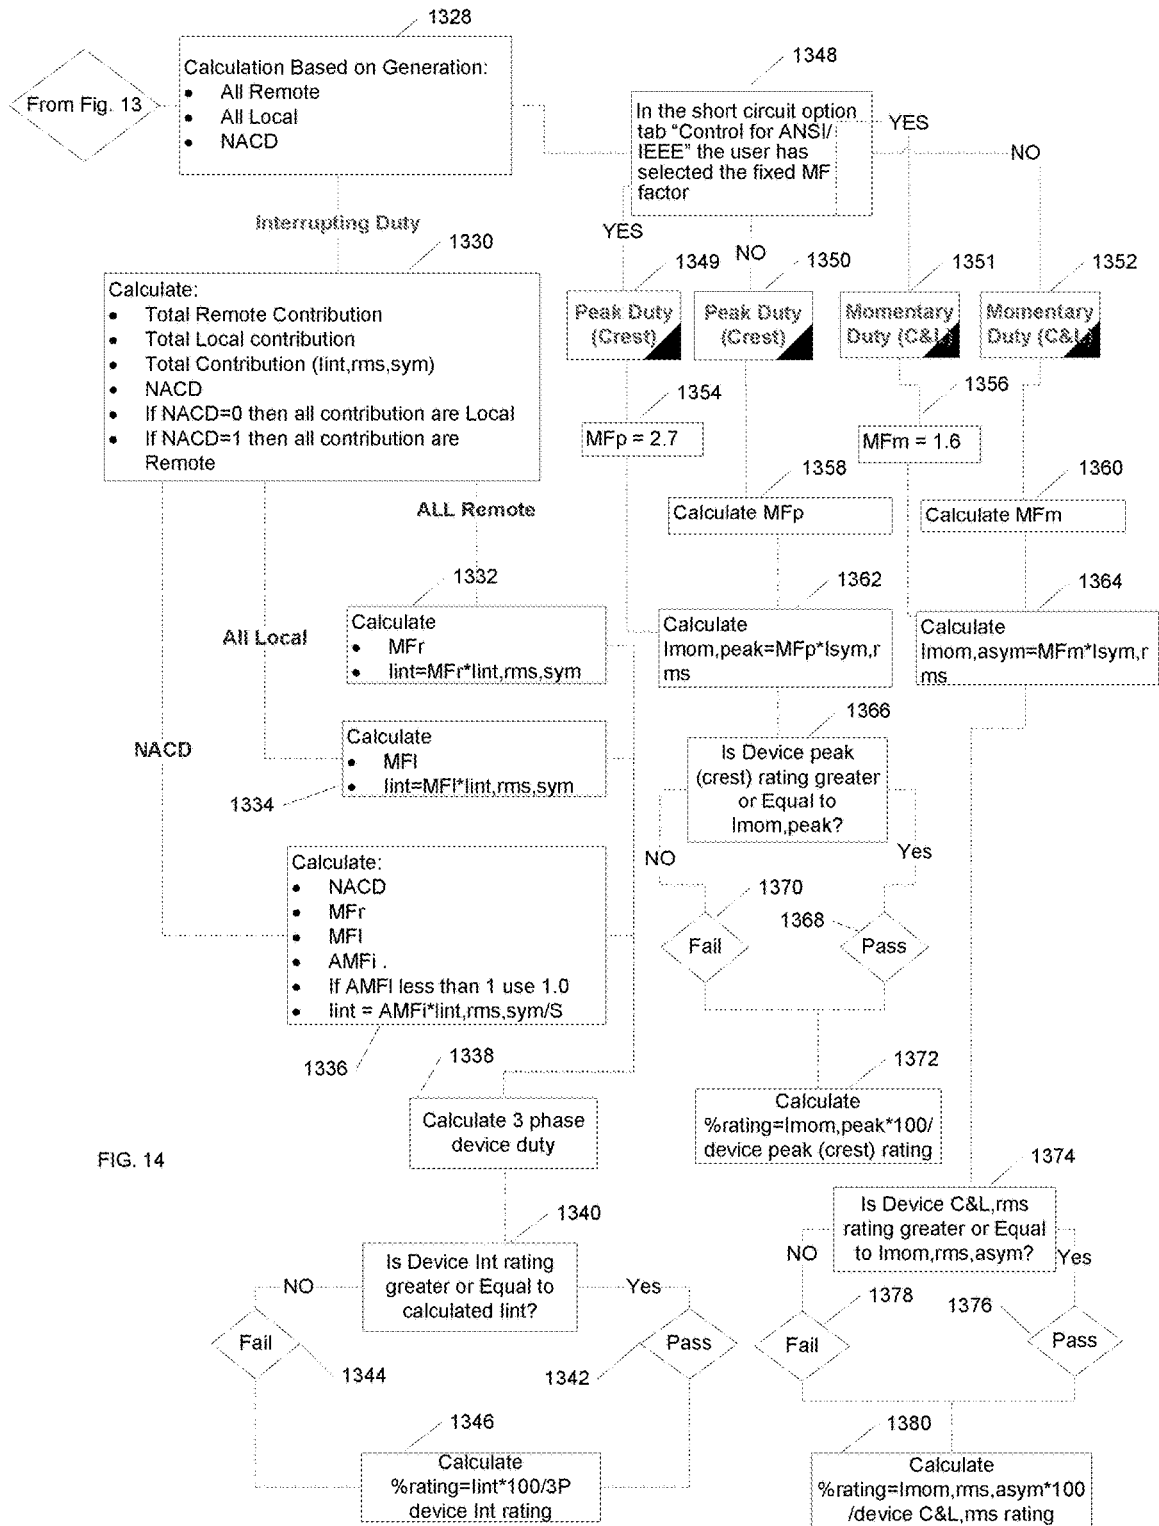 1328
From Fig. 13
Calculation Based on Generation:
• All Remote
• All Local
• NACD
1348
In the short circuit option
tab "Control for ANSI/
IEEE" the user has
selected the fixed MF
factor
YES
NO
YES
NO
Interrupting Duty
1330
Calculate:
• Total Remote Contribution
• Total Local contribution
• Total Contribution (Iint,rms,sym)
• NACD
• If NACD=0 then all contribution are Local
• If NACD=1 then all contribution are
Remote
1349
Peak Duty
(Crest)
1350
Peak Duty
(Crest)
1351
Momentary
Duty (C&L)
1352
Momentary
Duty (C&L)
1354
MFp = 2.7
1356
MFm = 1.6
1358
Calculate MFp
1360
Calculate MFm
ALL Remote
1332
Calculate
• MFr
• Iint=MFr*Iint,rms,sym
1362
Calculate
Imom,peak=MFp*Isym,r
ms
1364
Calculate
Imom,asym=MFm*Isym,r
ms
All Local
Calculate
• MFl
• Iint=MFl*Iint,rms,sym
1334
1366
Is Device peak
(crest) rating greater
or Equal to
Imom,peak?
NACD
NO
Yes
Calculate:
• NACD
• MFr
• MFl
• AMFi .
• If AMFI less than 1 use 1.0
• Iint = AMFi*Iint,rms,sym/S
1336
1370
Fail
1368
Pass
1338
Calculate 3 phase
device duty
1372
Calculate
%rating=Imom,peak*100/
device peak (crest) rating
FIG. 14
1374
Is Device C&L,rms
rating greater or Equal
to Imom,rms,asym?
NO
Yes
1340
Is Device Int rating
greater or Equal to
calculated Iint?
NO
Yes
Fail
1344
Pass
1342
1378
Fail
1376
Pass
1346
Calculate
%rating=Iint*100/3P
device Int rating
1380
Calculate
%rating=Imom,rms,asym*100
/device C&L,rms rating